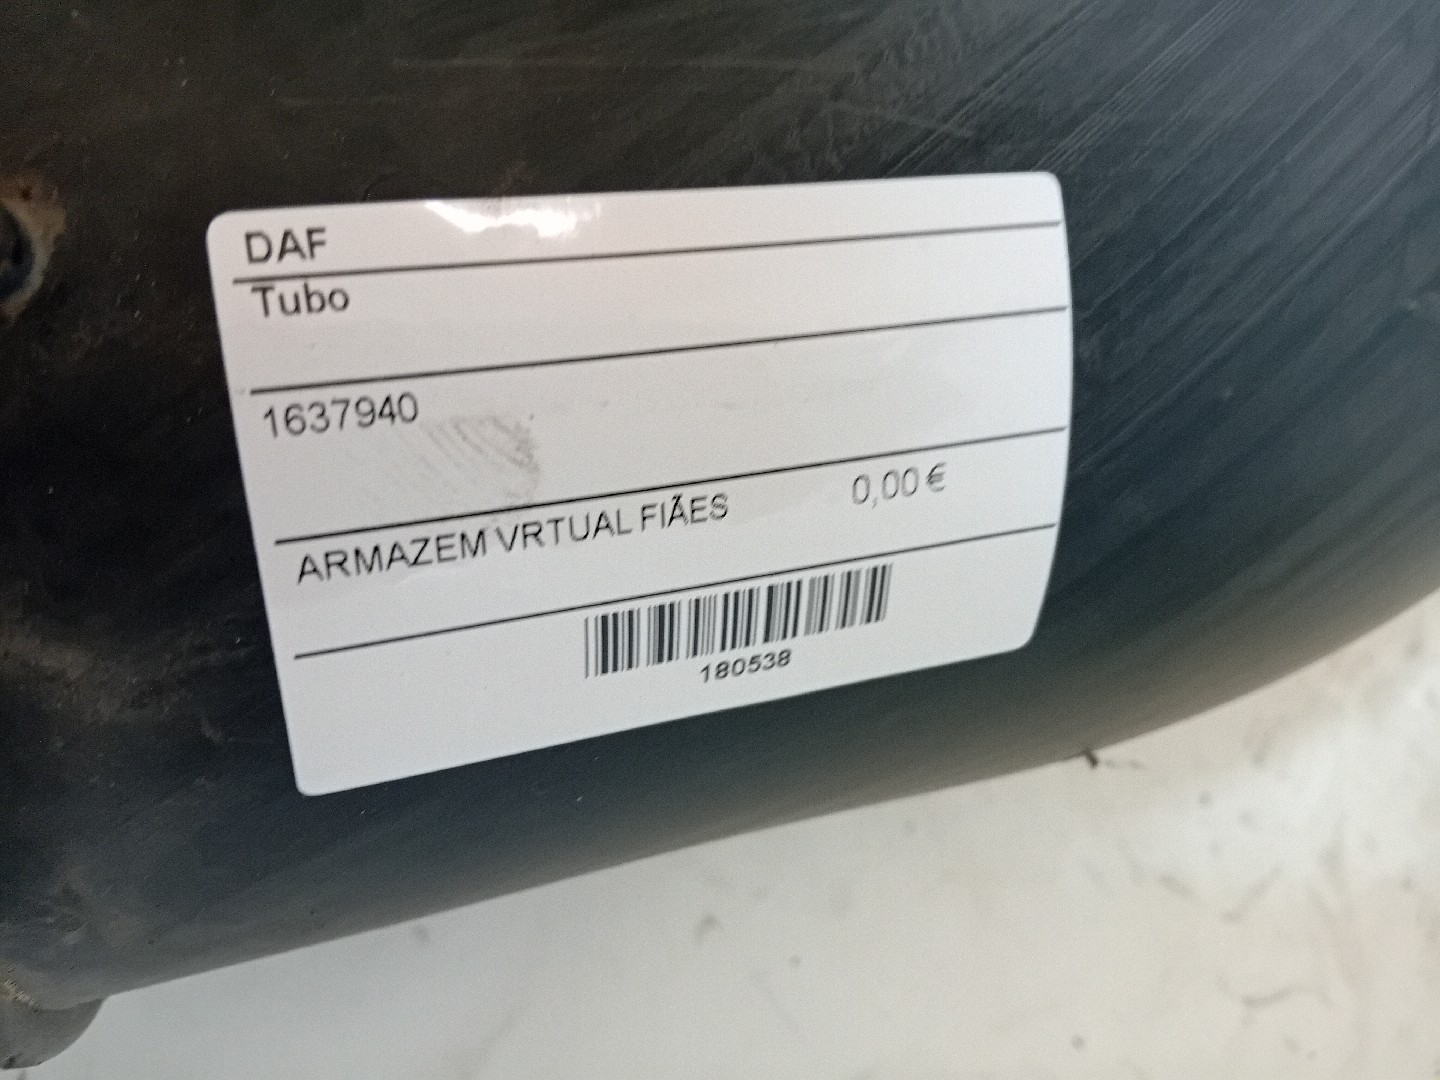 DAF
Tubo
1637940
ARMAZEM VRTUAL FIÃES 0,00 €
180538